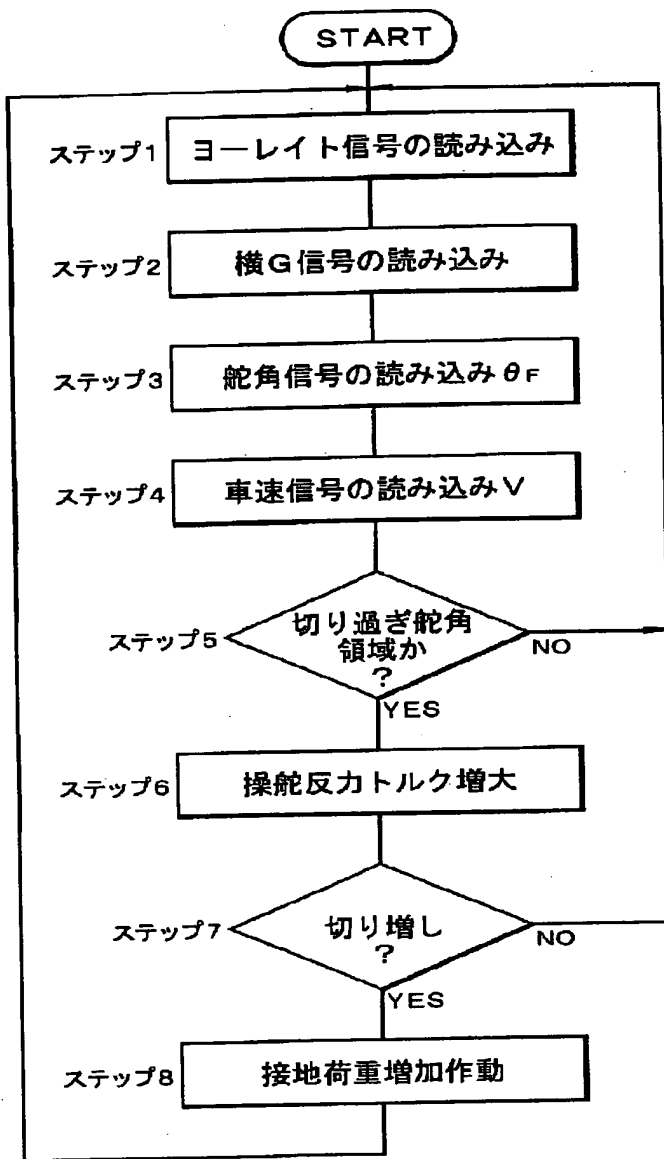 START
ステップ1 ヨーレイト信号の読み込み
ステップ2 横G信号の読み込み
ステップ3 舵角信号の読み込みθF
ステップ4 車速信号の読み込みV
ステップ5 切り過ぎ舵角
領域か
?
NO
YES
ステップ6 操舵反力トルク増大
ステップ7 切り増し
?
NO
YES
ステップ8 接地荷重増加作動